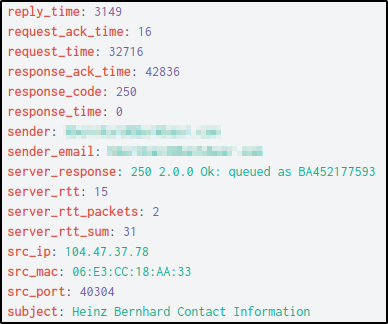 reply_time: 3149
request_ack_time: 16
request_time: 32716
response_ack_time: 42836
response_code: 250
response_time: 0
sender:
sender_email:
server_response: 250 2.0.0 Ok: queued as BA452177593
server_rtt: 15
server_rtt_packets: 2
server_rtt_sum: 31
src_ip: 104.47.37.78
src_mac: 06:E3:CC:18:AA:33
src_port: 40304
subject: Heinz Bernhard Contact Information